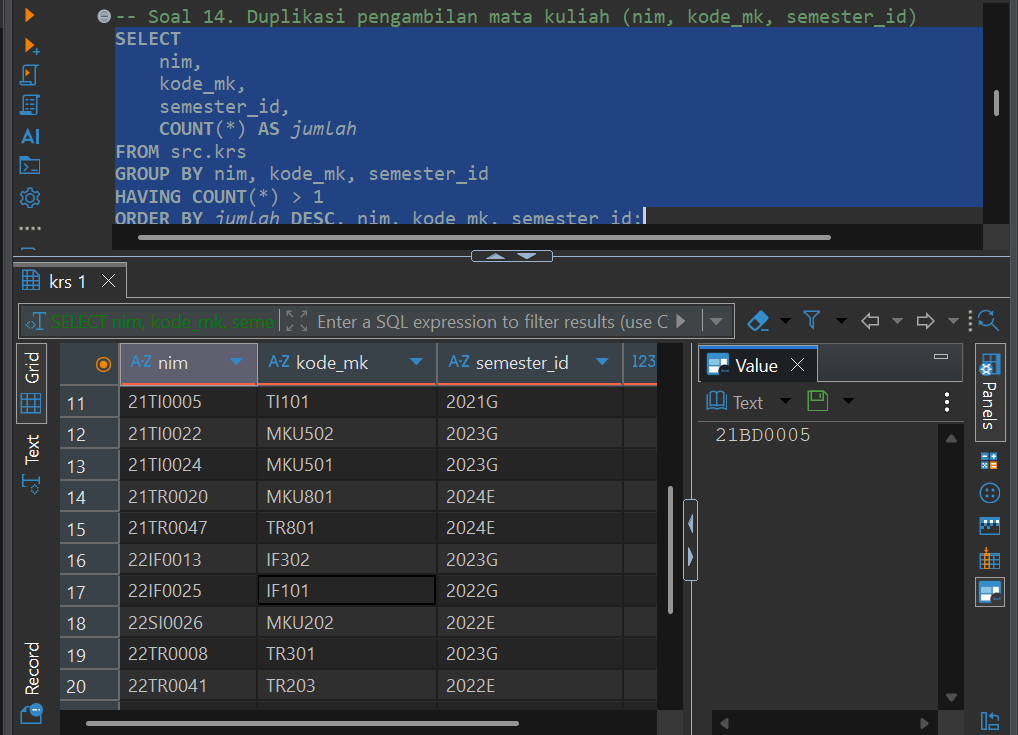 -- Soal 14. Duplikasi pengambilan mata kuliah (nim, kode_mk, semester_id)
SELECT
nim,
kode_mk,
semester_id,
COUNT(*) AS jumlah
FROM src.krs
GROUP BY nim, kode_mk, semester_id
HAVING COUNT(*) > 1
ORDER BY jumlah DESC, nim, kode_mk, semester_id;
AI
krs 1
SELECT nim, kode_mk, seme
Enter a SQL expression to filter results (use C
Grid
Text
Record
A-Z nim A-Z kode_mk A-Z semester_id 123
11 21TI0005 TI101 2021G
12 21TI0022 MKU502 2023G
13 21TI0024 MKU501 2023G
14 21TR0020 MKU801 2024E
15 21TR0047 TR801 2024E
16 22IF0013 IF302 2023G
17 22IF0025 IF101 2022G
18 22SI0026 MKU202 2022E
19 22TR0008 TR301 2023G
20 22TR0041 TR203 2022E
Value
Text
21BD0005
Panels